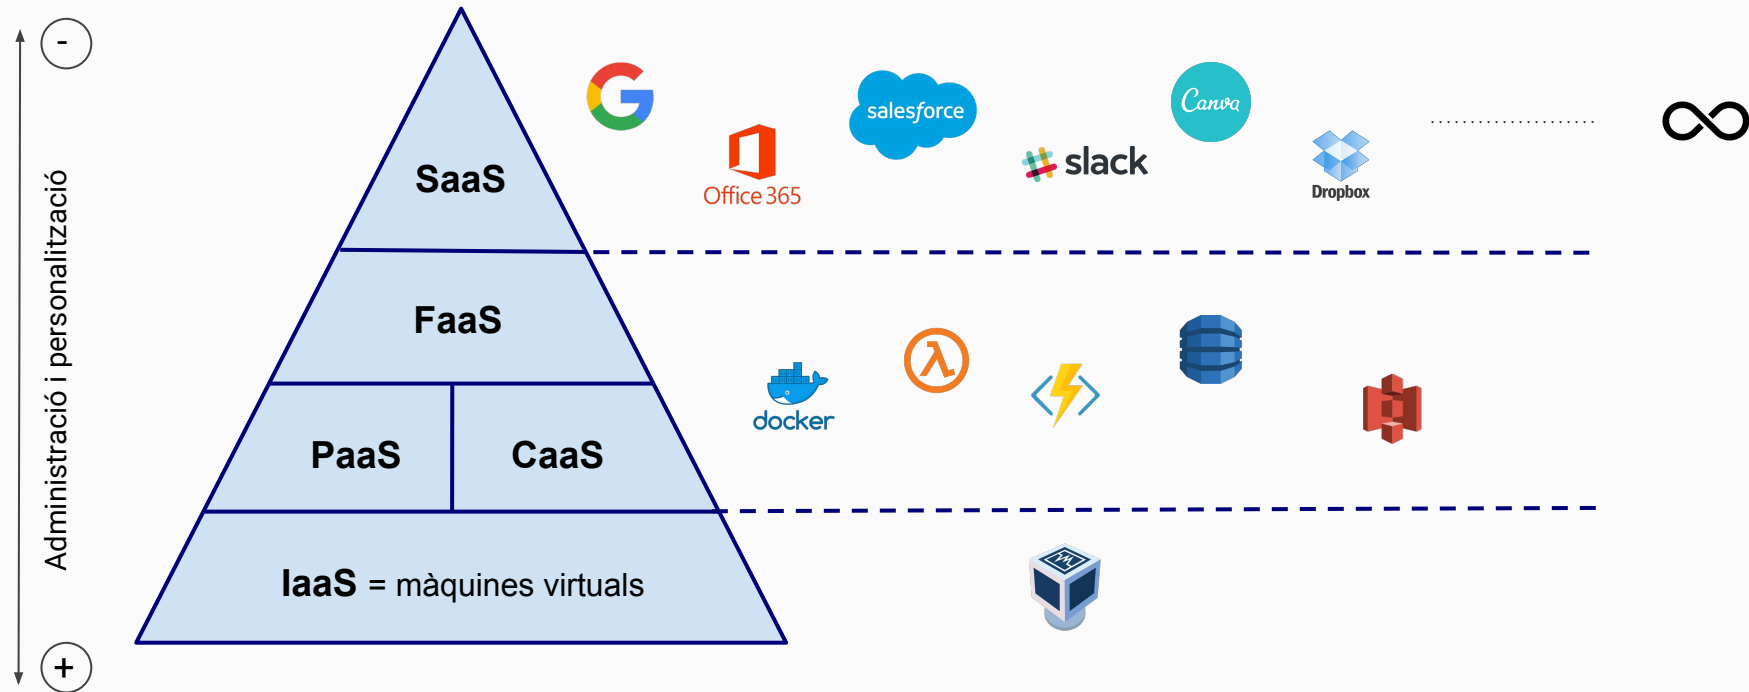 -
Administració i personalització
+
SaaS
FaaS
PaaS
CaaS
IaaS = màquines virtuals
G
Office 365
salesforce
slack
Canva
Dropbox
docker
λ